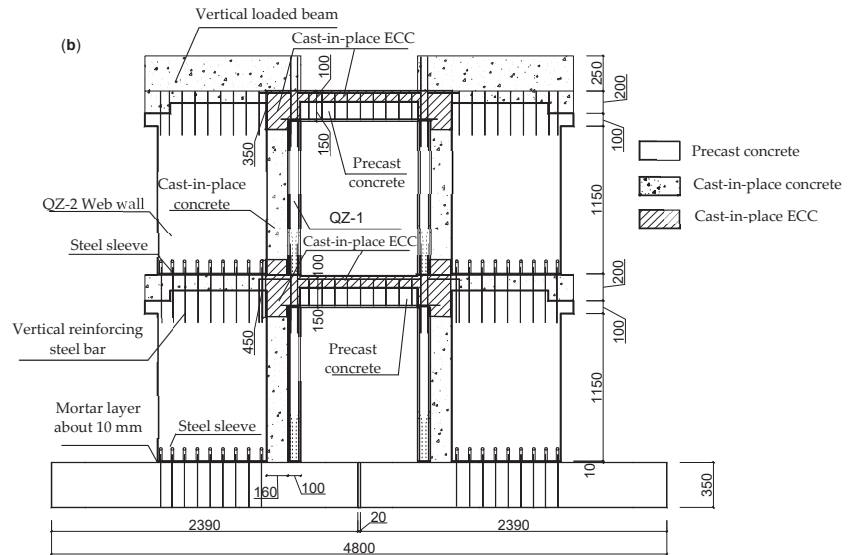 Vertical loaded beam
(b)
Cast-in-place ECC
100
250
200
350
150
100
Precast concrete
Precast
concrete
Cast-in-place
concrete
Cast-in-place concrete
QZ-2 Web wall
QZ-1
1150
Cast-in-place ECC
Steel sleeve
Cast-in-place ECC
100
200
150
450
100
Vertical reinforcing
steel bar
Precast
concrete
1150
Mortar layer
about 10 mm
Steel sleeve
10
160
100
350
2390
20
2390
4800